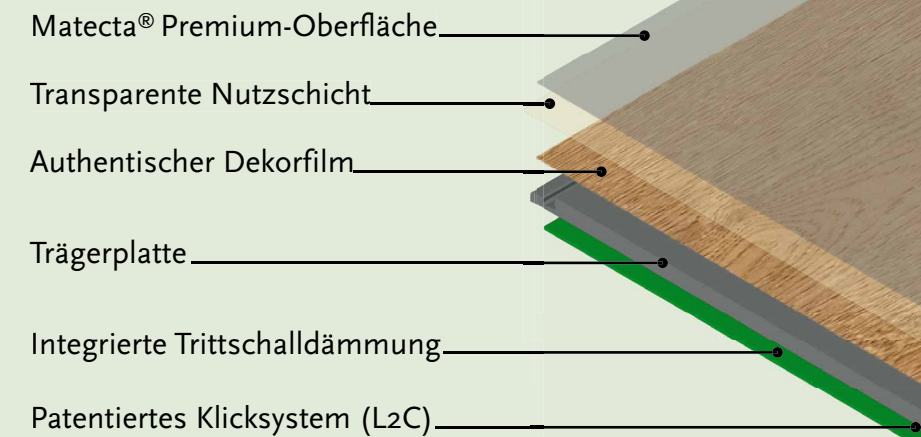 Matecta® Premium-Oberfläche
Transparente Nutzschicht
Authentischer Dekorfilm
Trägerplatte
Integrierte Trittschalldämmung
Patentiertes Klicksystem (L2C)